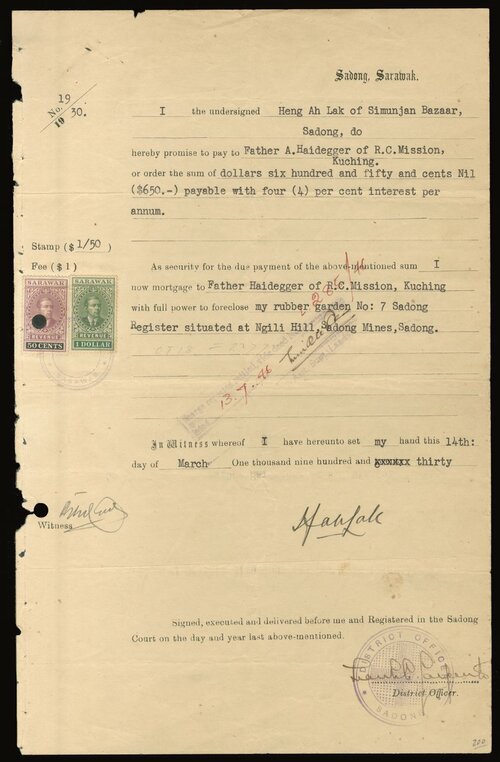 Sadong, Sarawak.
No. 19
1930.
I the undersigned Heng Ah Lak of Simunjan Bazaar,
Sadong, do
hereby promise to pay to Father A.Haidegger of R.C.Mission,
Kuching.
or order the sum of dollars six hundred and fifty and cents Nil
($650.-) payable with four (4) per cent interest per
annum.
Stamp ($ 1/50 )
Fee ($ 1 )
SARAWAK
REVENUE
50 CENTS
SARAWAK
REVENUE
1 DOLLAR
As security for the due payment of the above-mentioned sum I
now mortgage to Father Haidegger of R.C.Mission, Kuching
with full power to foreclose my rubber garden No: 7 Sadong
Register situated at Ngili Hill, Sadong Mines, Sadong.
13.7.46
In Witness whereof I have hereunto set my hand this 14th:
day of March One thousand nine hundred and xxxxxx thirty
Witness
Signed, executed and delivered before me and Registered in the Sadong
Court on the day and year last above-mentioned.
DISTRICT OFFICER
SADONG
District Officer.
200